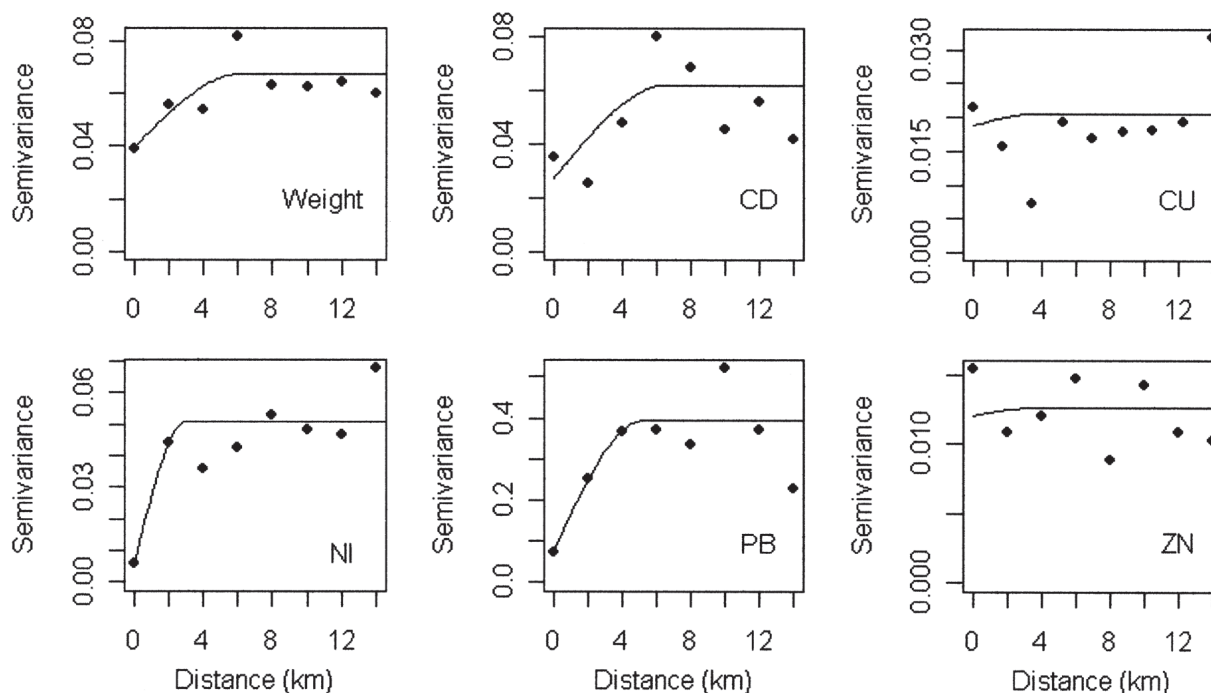 Semivariance
0.00 0.04 0.08
Weight
0 4 8 12
Semivariance
0.00 0.04 0.08
CD
0 4 8 12
Semivariance
0.000 0.015 0.030
CU
0 4 8 12
Semivariance
0.00 0.03 0.06
NI
0 4 8 12
Distance (km)
Semivariance
0.0 0.2 0.4
PB
0 4 8 12
Distance (km)
Semivariance
0.000 0.010
ZN
0 4 8 12
Distance (km)